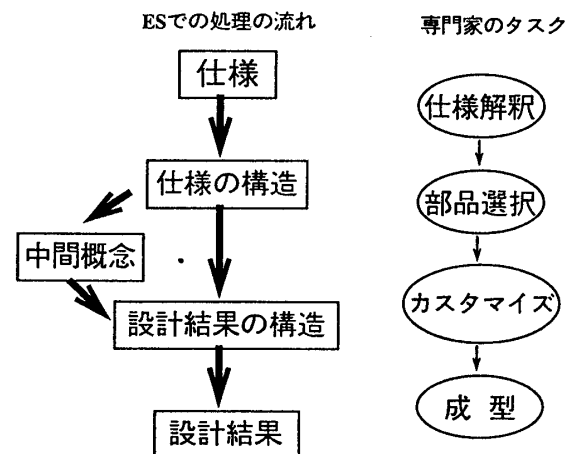 ESでの処理の流れ
仕様
仕様の構造
中間概念
設計結果の構造
設計結果
専門家のタスク
仕様解釈
部品選択
カスタマイズ
成 型